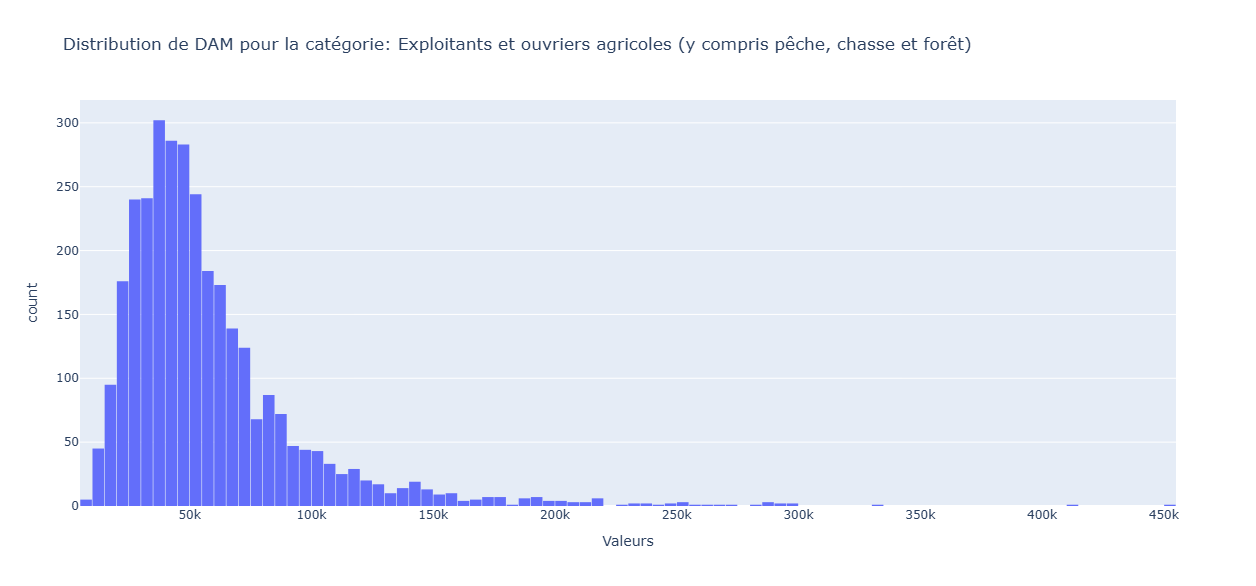 Distribution de DAM pour la catégorie: Exploitants et ouvriers agricoles (y compris pêche, chasse et forêt)
300
250
200
150
100
50
0
count
50k 100k 150k 200k 250k 300k 350k 400k 450k
Valeurs